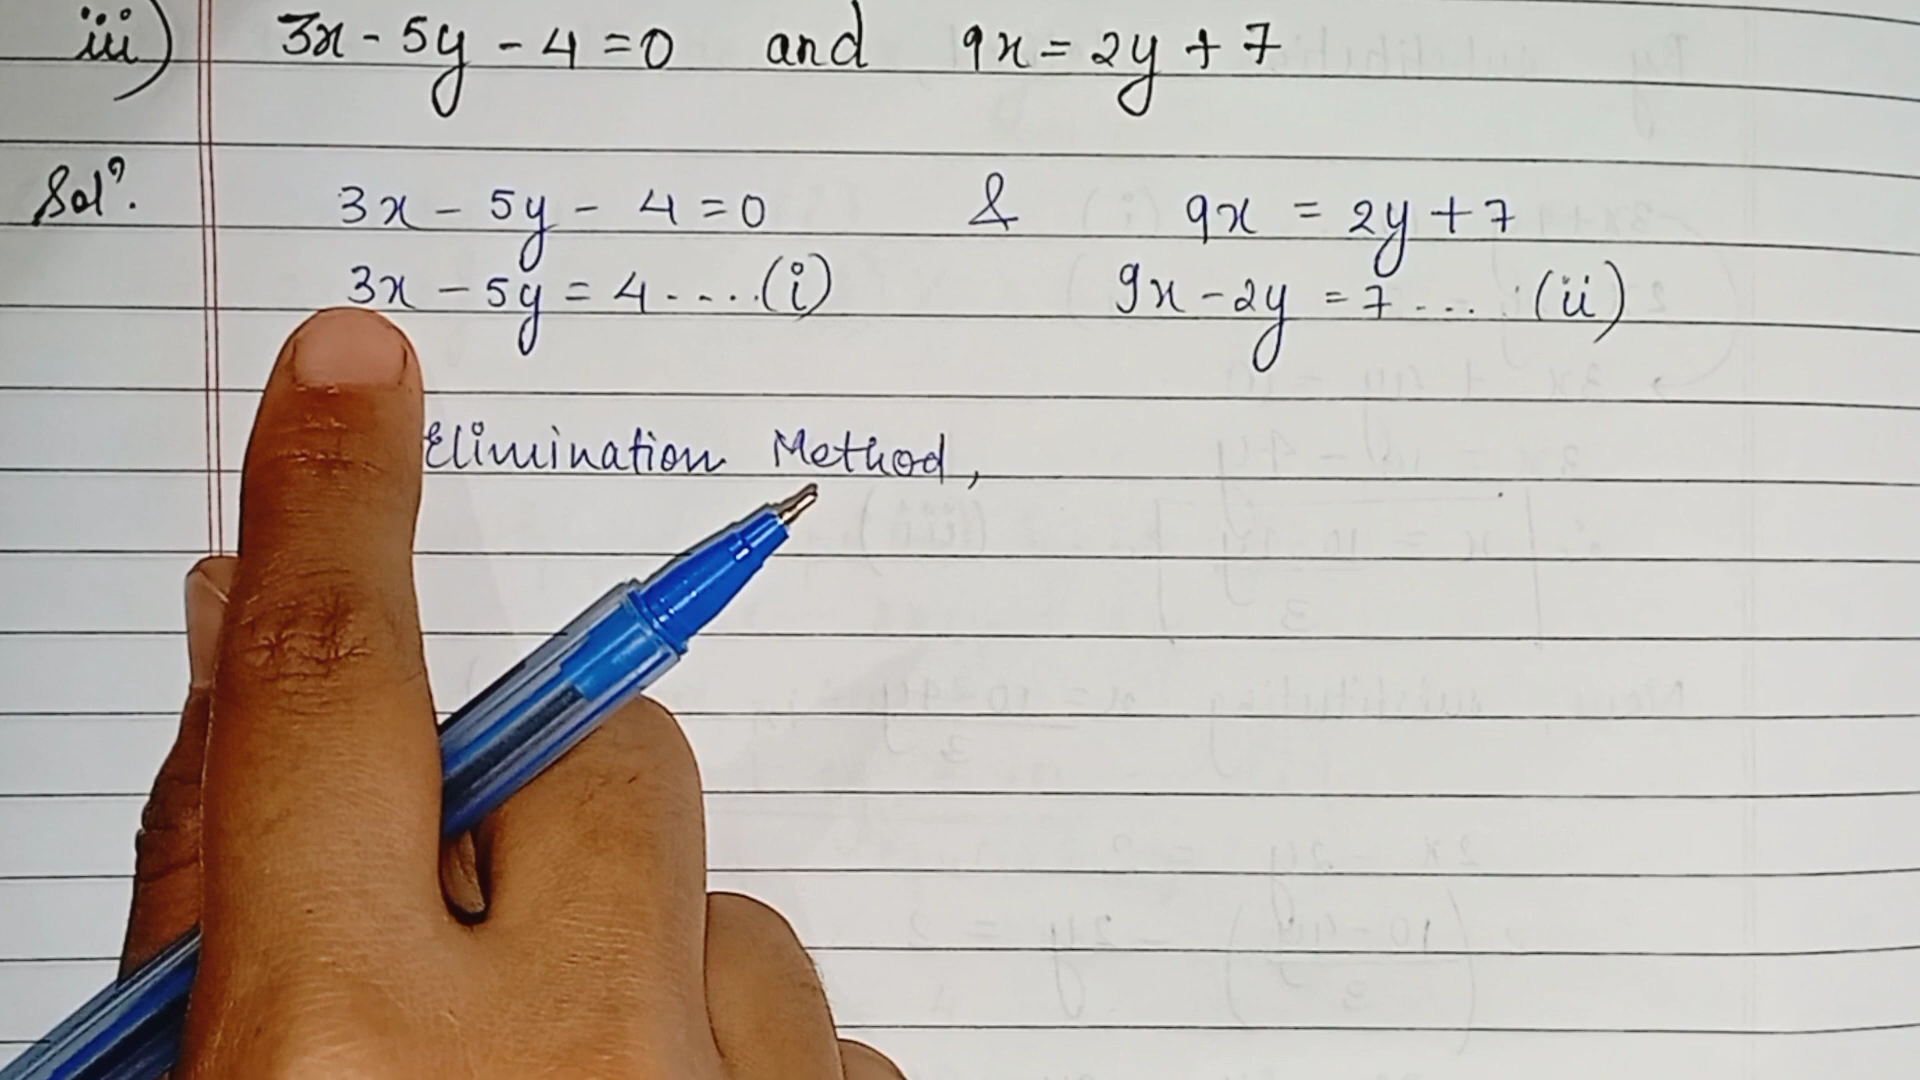 iii) 3x - 5y - 4 = 0 and 9x = 2y + 7
Solⁿ. 3x - 5y - 4 = 0 & 9x = 2y + 7
3x - 5y = 4 ....(i) 9x - 2y = 7 .... (ii)
Elimination Method,